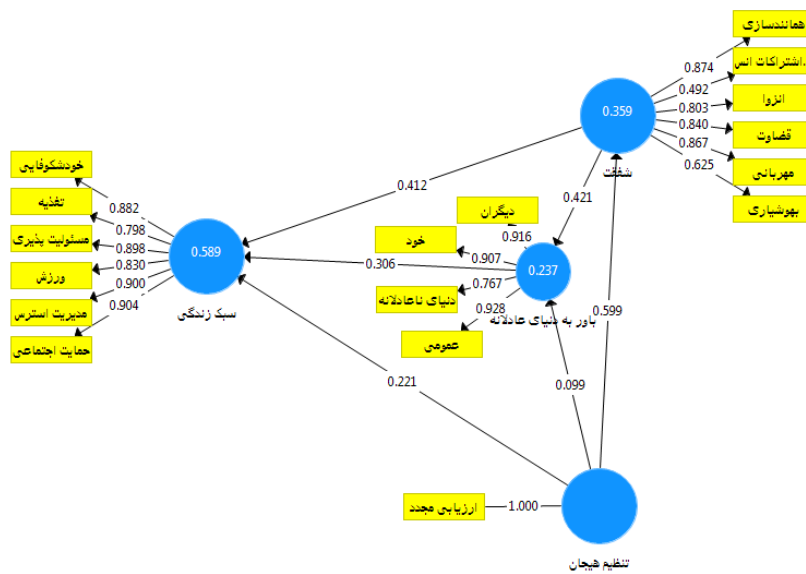 همانندسازی
0.874
اشتراکات انس.
0.492
انزوا
0.803
0.359
قضاوت
0.840
مهربانی
0.867
بهوشیاری
0.625
شفقت
خودشکوفایی
0.882
تغذیه
0.798
مسئولیت پذیری
0.898
ورزش
0.830
مدیریت استرس
0.900
حمایت اجتماعی
0.904
0.589
سبک زندگی
0.412
0.421
دیگران
0.916
خود
0.907
0.306
0.237
دنیای ناعادلانه
0.767
باور به دنیای عادلانه
عمومی
0.928
0.599
0.221
0.099
ارزیابی مجدد
1.000
تنظیم هیجان